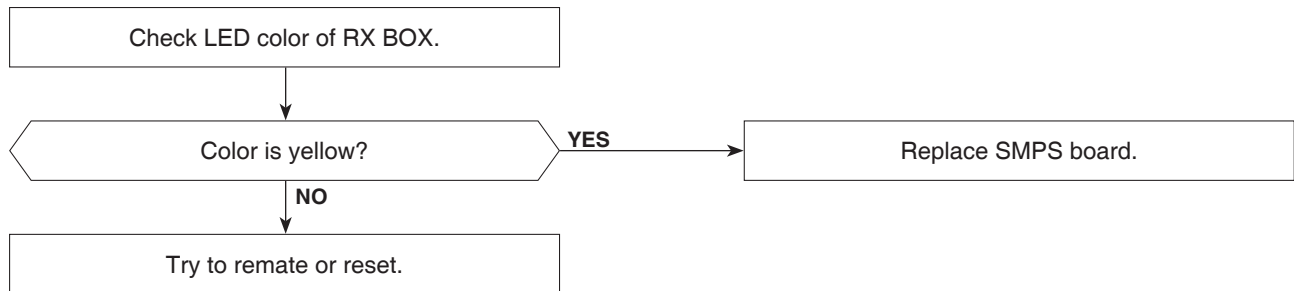 Check LED color of RX BOX.
Color is yellow?
YES
Replace SMPS board.
NO
Try to remate or reset.